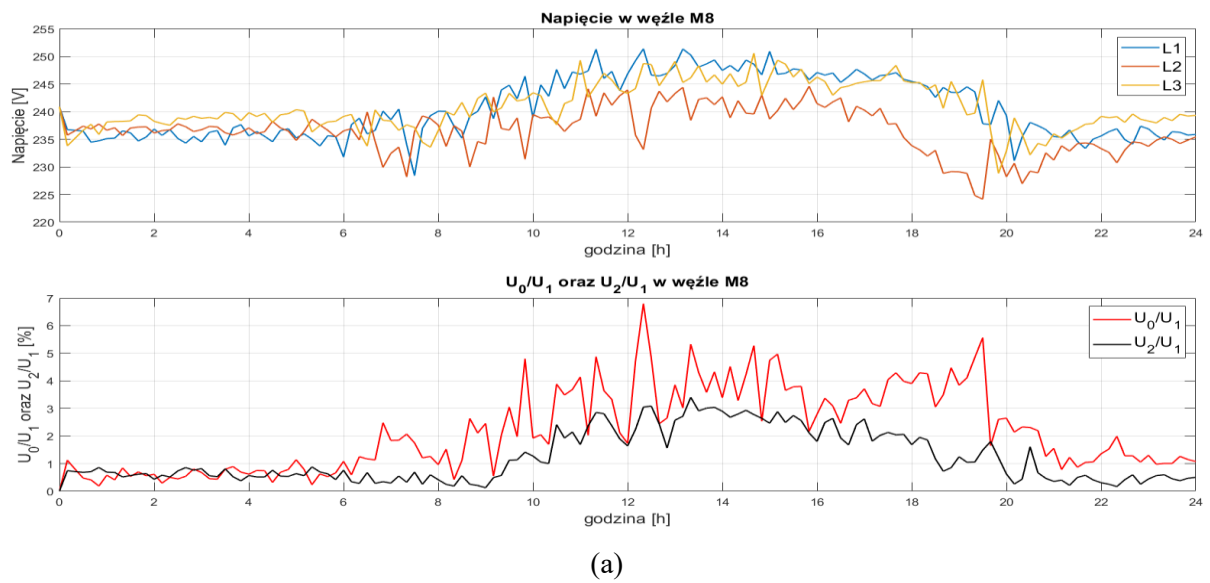 Napięcie w węźle M8
Napięcie [V]
255
250
245
240
235
230
225
220
L1
L2
L3
0 2 4 6 8 10 12 14 16 18 20 22 24
godzina [h]
U0/U1 oraz U2/U1 w węźle M8
U0/U1 oraz U2/U1 [%]
7
6
5
4
3
2
1
0
U0/U1
U2/U1
0 2 4 6 8 10 12 14 16 18 20 22 24
godzina [h]
(a)